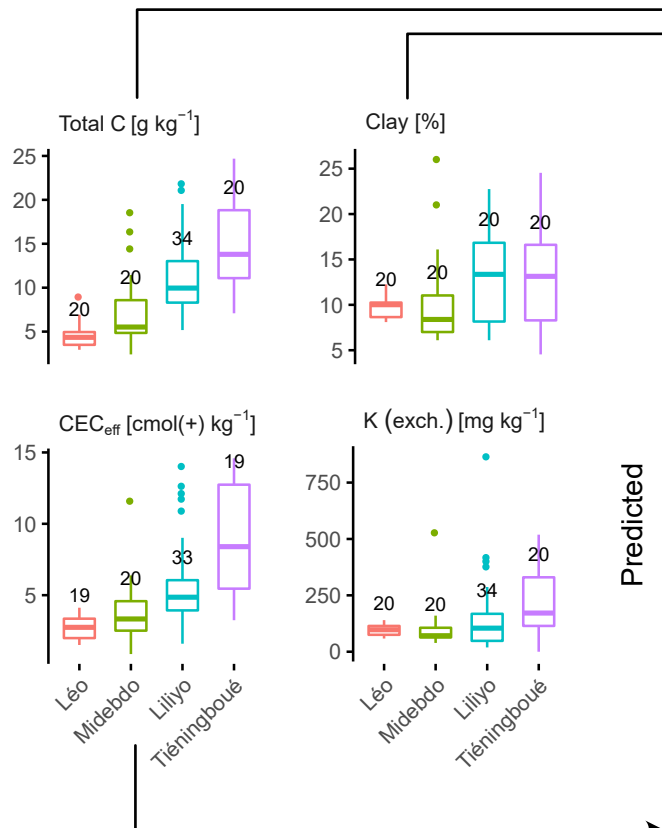 Total C [g kg⁻¹]
Clay [%]
25
20
15
10
5
20
20
34
20
25
20
15
10
5
20
20
20
20
CECeff [cmol(+) kg⁻¹]
K (exch.) [mg kg⁻¹]
15
10
5
19
20
33
19
750
500
250
0
20
20
34
20
Predicted
Léo
Midebdo
Liliyo
Tiéningboué
Léo
Midebdo
Liliyo
Tiéningboué